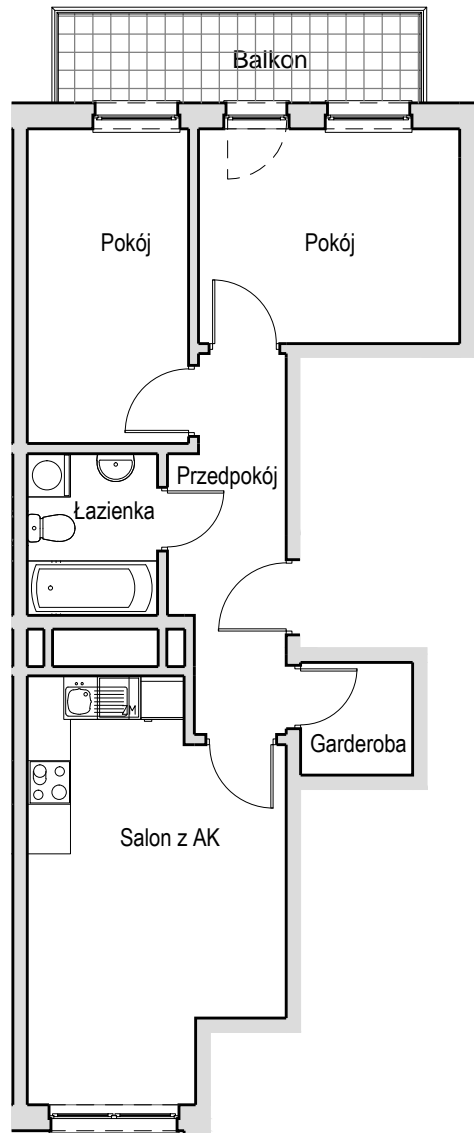 Balkon
Pokój
Pokój
Przedpokój
Łazienka
ZM
Garderoba
Salon z AK